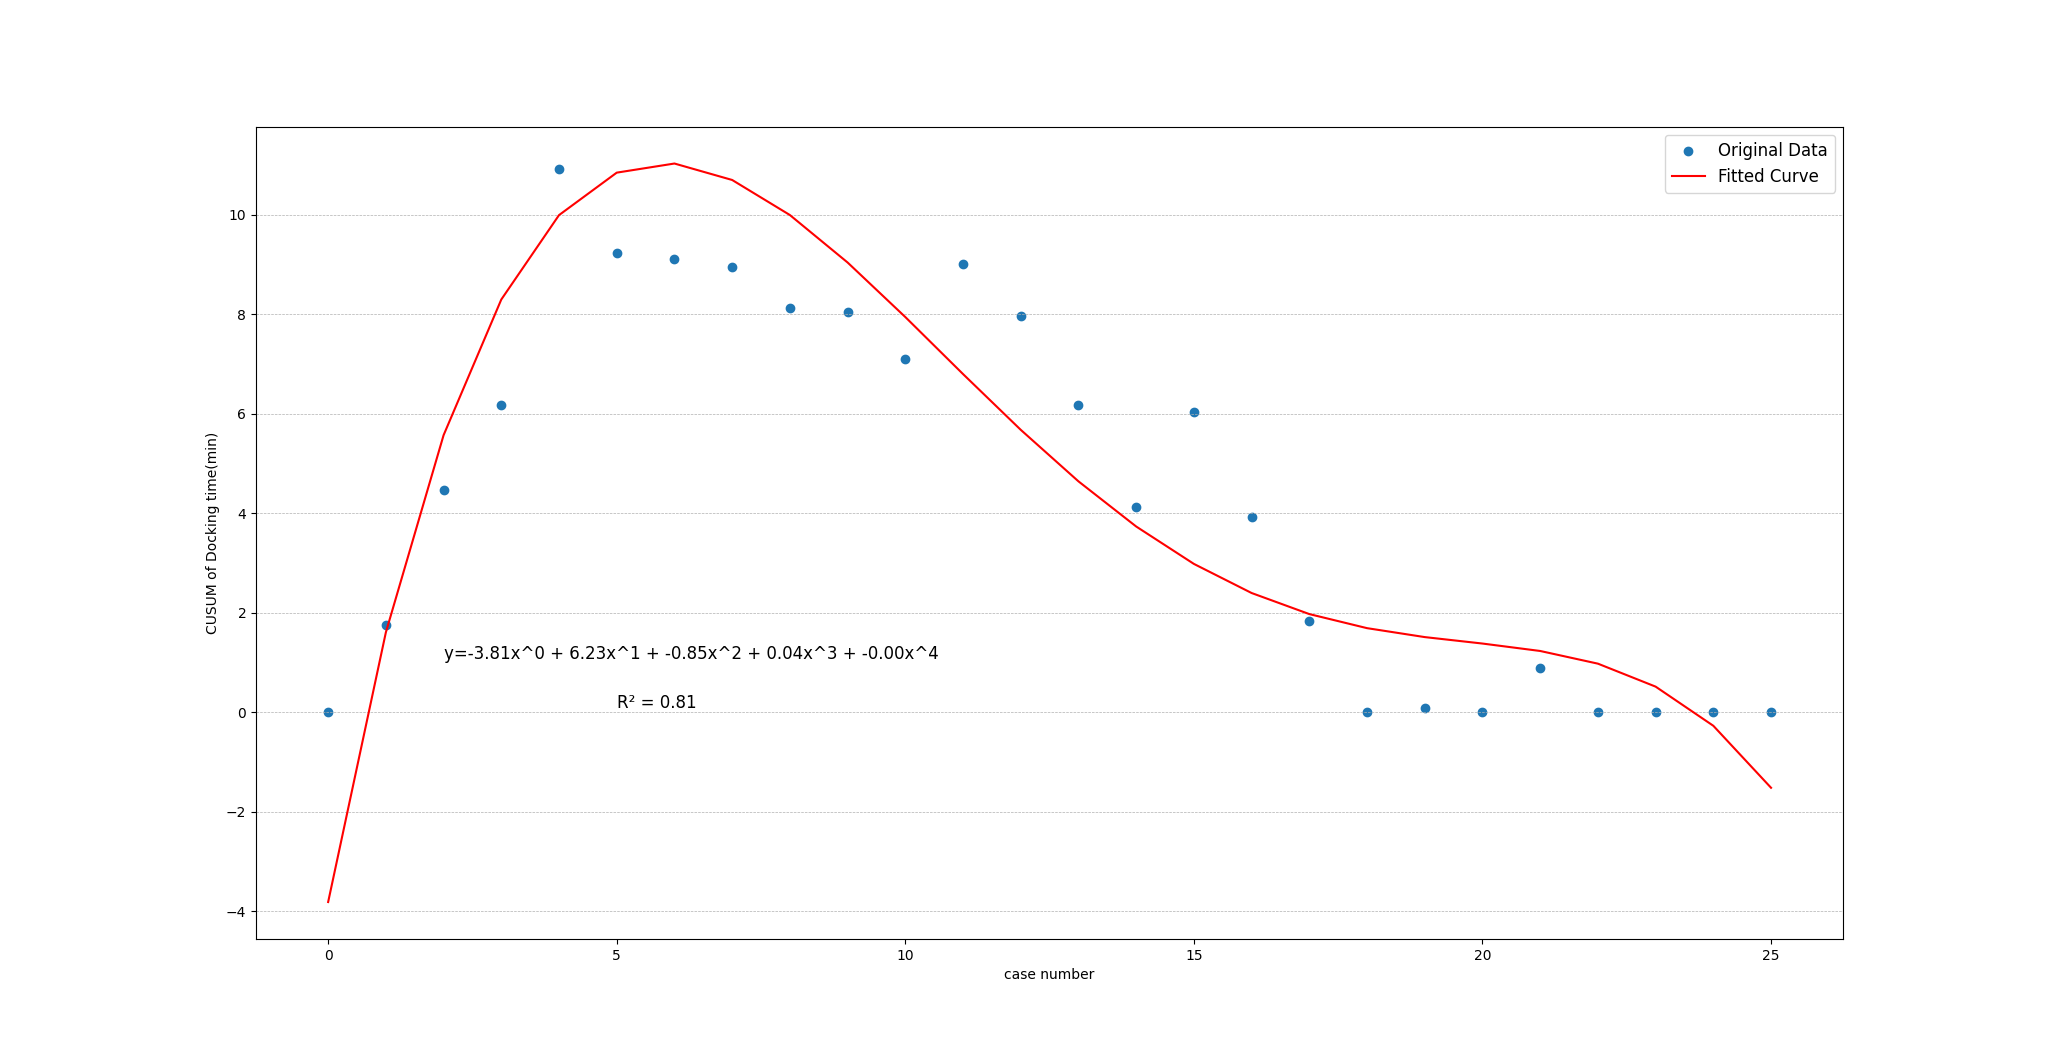 Original Data
Fitted Curve
10
8
6
4
2
0
−2
−4
CUSUM of Docking time(min)
y=-3.81x^0 + 6.23x^1 + -0.85x^2 + 0.04x^3 + -0.00x^4
R² = 0.81
0 5 10 15 20 25
case number